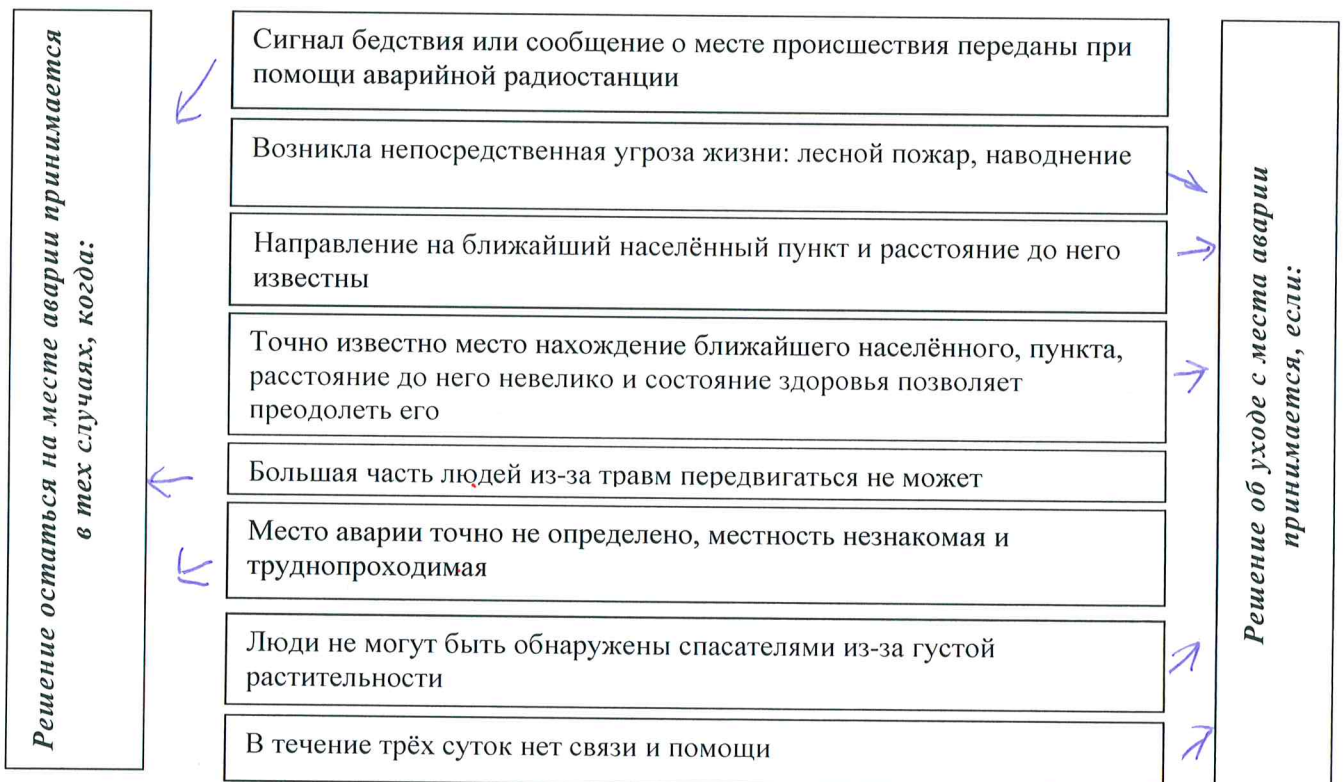 Решение остаться на месте аварии принимается
в тех случаях, когда:
Сигнал бедствия или сообщение о месте происшествия переданы при
помощи аварийной радиостанции
Возникла непосредственная угроза жизни: лесной пожар, наводнение
Направление на ближайший населённый пункт и расстояние до него
известны
Точно известно место нахождение ближайшего населённого, пункта,
расстояние до него невелико и состояние здоровья позволяет
преодолеть его
Большая часть людей из-за травм передвигаться не может
Место аварии точно не определено, местность незнакомая и
труднопроходимая
Люди не могут быть обнаружены спасателями из-за густой
растительности
В течение трёх суток нет связи и помощи
Решение об уходе с места аварии
принимается, если: